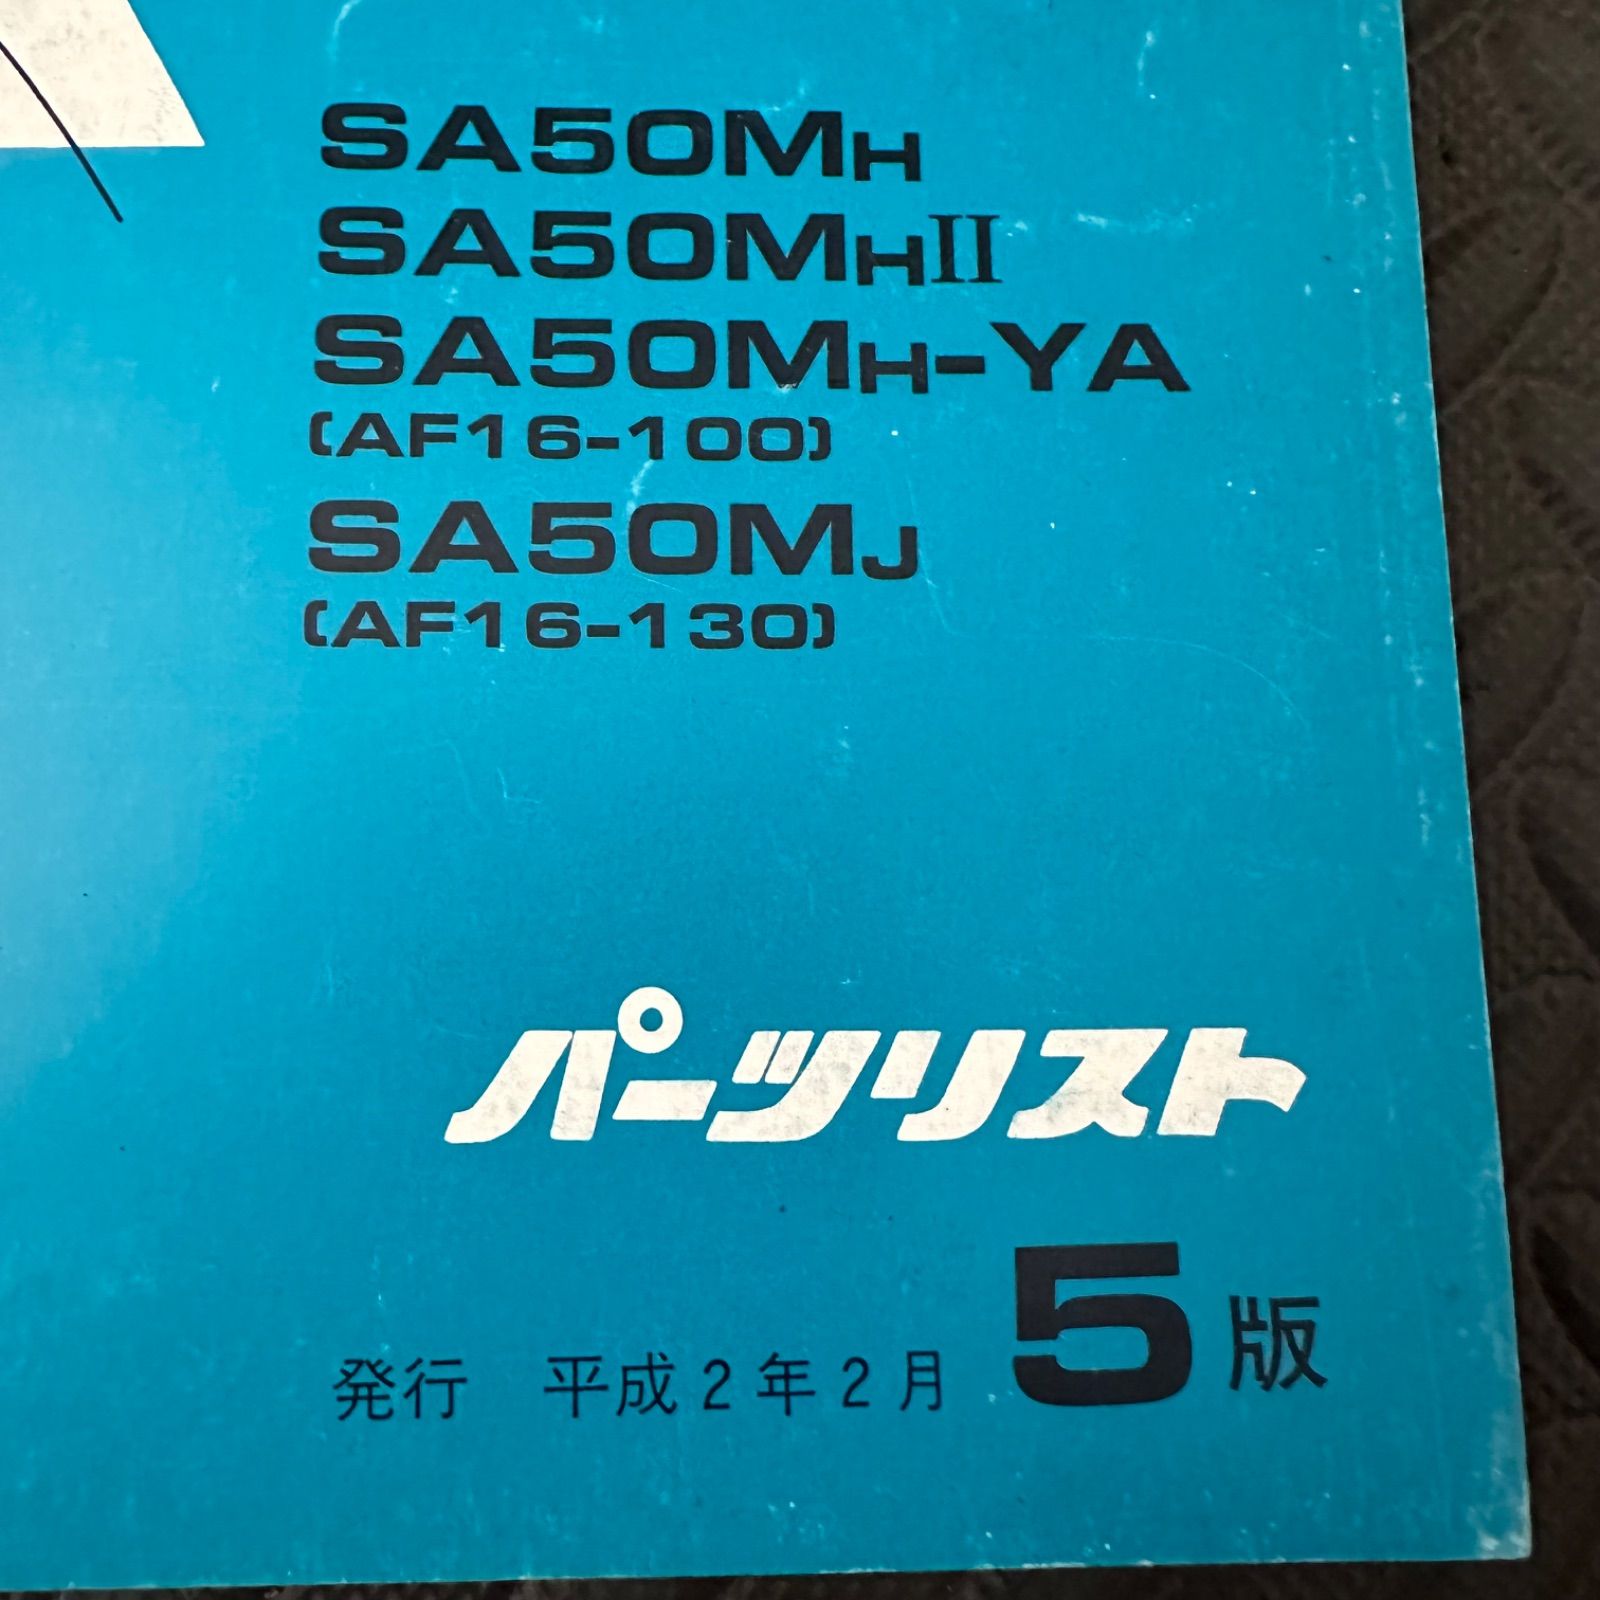 SA50MH
SA50MHII
SA50MH-YA
(AF16-100)
SA50MJ
(AF16-130)
パーツリスト
発行 平成2年2月 5版